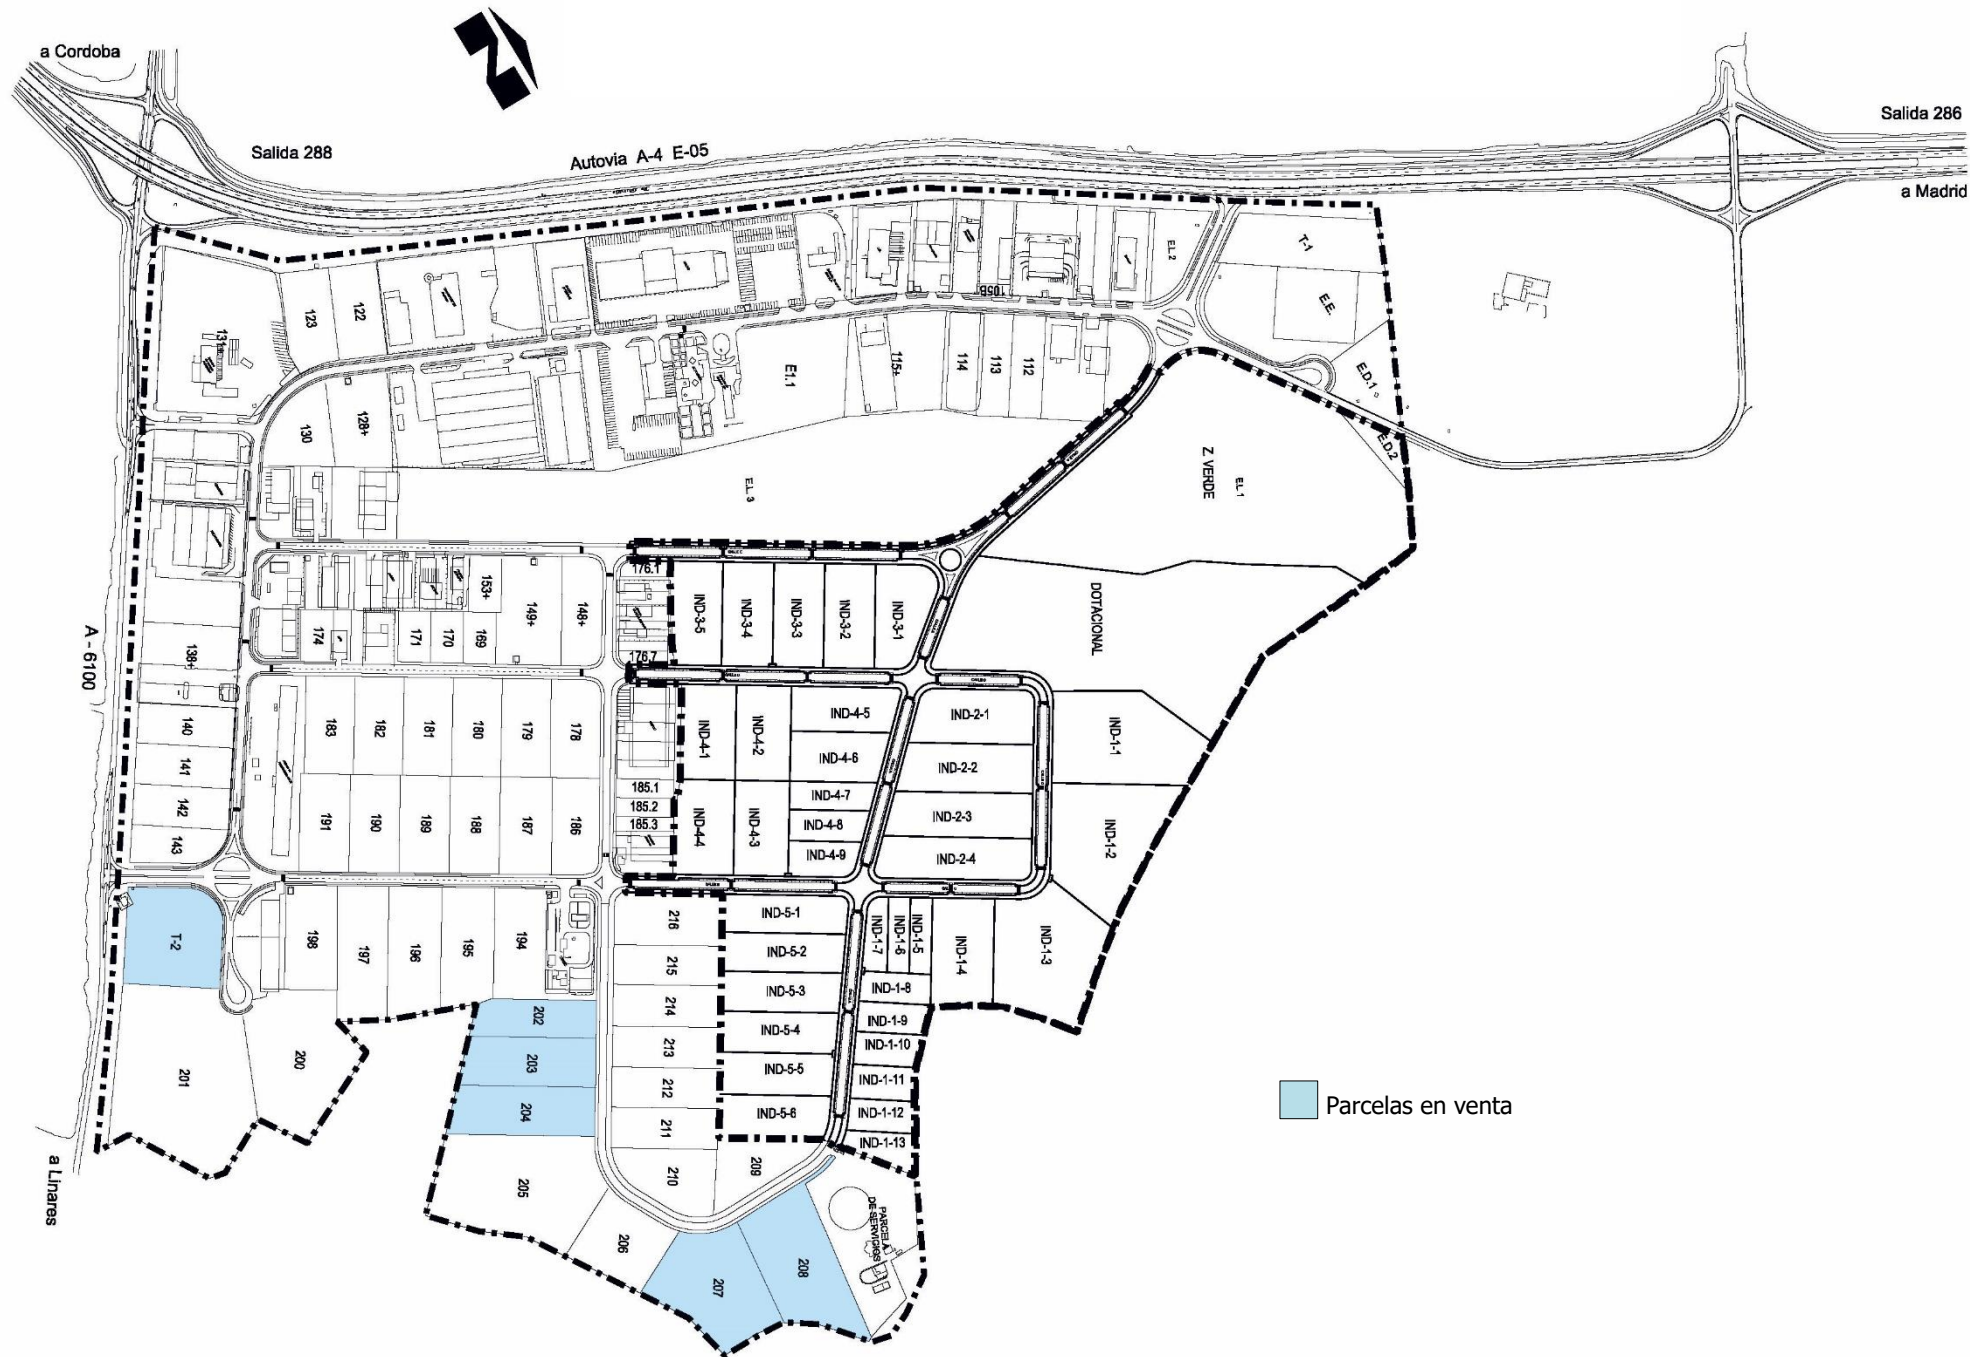 a Cordoba
Salida 288
Autovia A-4 E-05
Salida 286
a Madrid
E.L.2
T-1
E.E.
E.D.1
E.D.2
105B
131+
123
122
130
128+
E1.1
115+
114
113
112
E.L.3
Z. VERDE
E.L.1
DOTACIONAL
A - 6100
138+
140
141
142
143
174
171
170
169
153+
149+
148+
176.1
176.7
IND-3-5
IND-3-4
IND-3-3
IND-3-2
IND-3-1
183
182
181
180
179
178
191
190
189
188
187
186
185.1
185.2
185.3
IND-4-1
IND-4-2
IND-4-5
IND-4-6
IND-4-7
IND-4-8
IND-4-9
IND-4-4
IND-4-3
IND-2-1
IND-2-2
IND-2-3
IND-2-4
IND-1-1
IND-1-2
IND-1-3
IND-1-4
IND-1-5
IND-1-6
IND-1-7
IND-1-8
IND-1-9
IND-1-10
IND-1-11
IND-1-12
IND-1-13
T-2
198
197
196
195
194
216
215
214
213
212
211
210
209
IND-5-1
IND-5-2
IND-5-3
IND-5-4
IND-5-5
IND-5-6
201
200
202
203
204
205
206
207
208
PARCELA
DE SERVICIOS
a Linares
Parcelas en venta